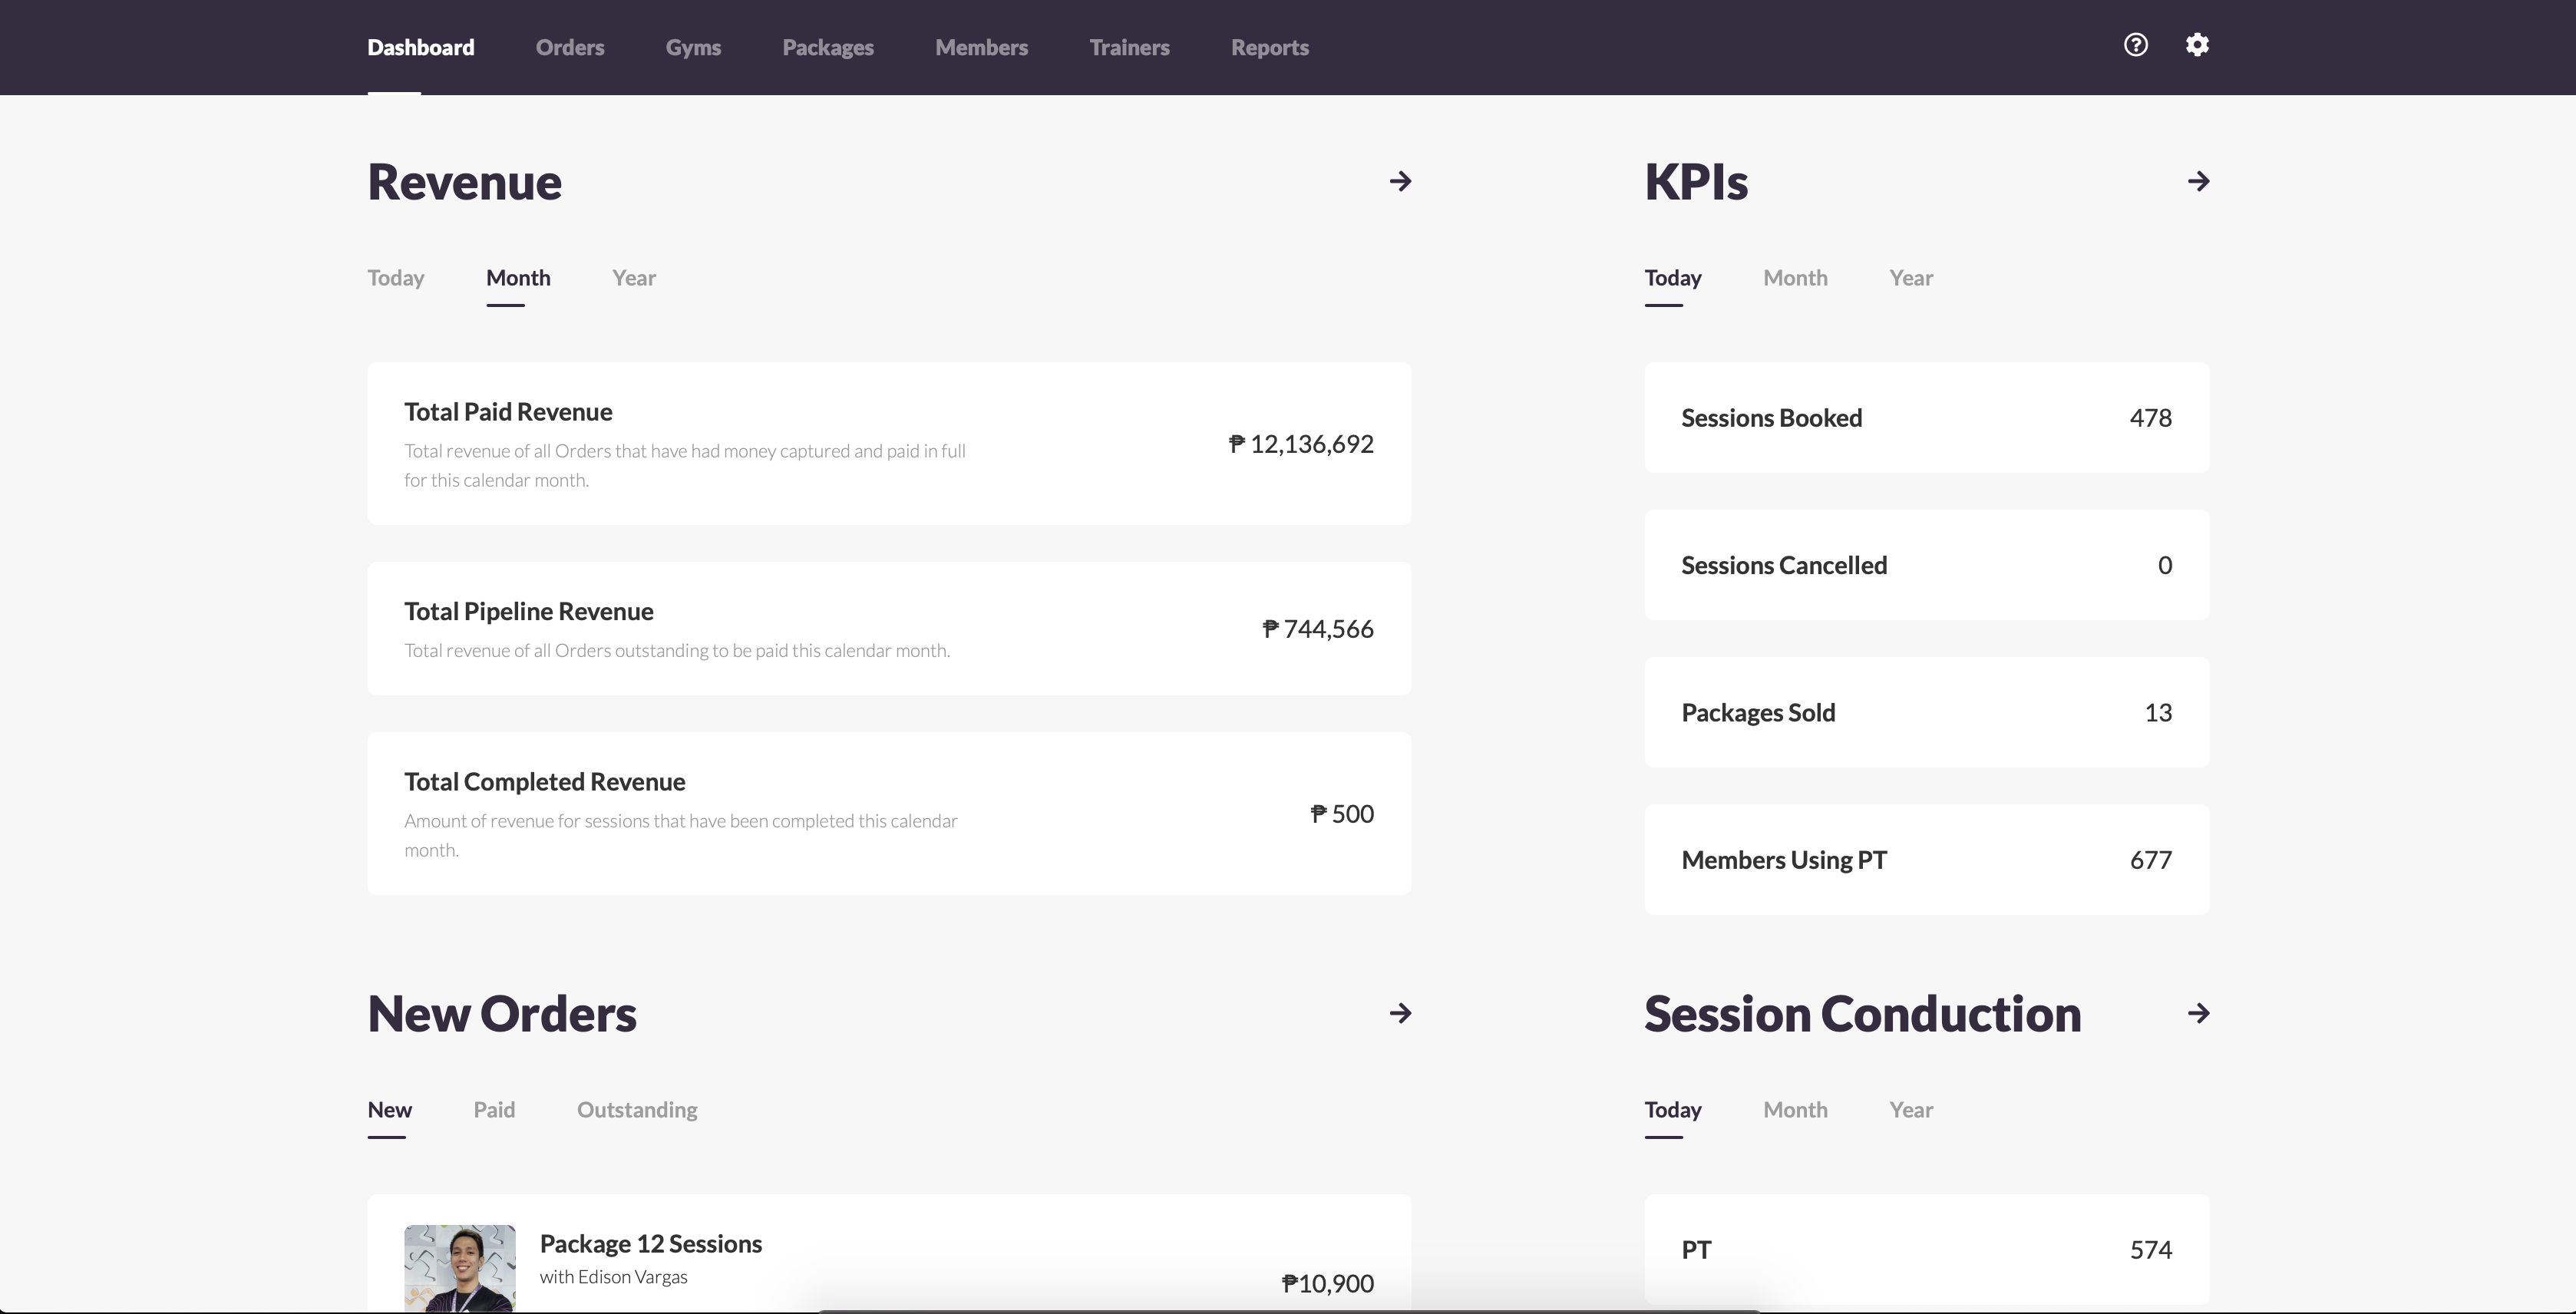 Dashboard Orders Gyms Packages Members Trainers Reports
Revenue
Today Month Year
Total Paid Revenue
Total revenue of all Orders that have had money captured and paid in full
for this calendar month.
₱ 12,136,692
Total Pipeline Revenue
Total revenue of all Orders outstanding to be paid this calendar month.
₱ 744,566
Total Completed Revenue
Amount of revenue for sessions that have been completed this calendar
month.
₱ 500
KPIs
Today Month Year
Sessions Booked 478
Sessions Cancelled 0
Packages Sold 13
Members Using PT 677
New Orders
New Paid Outstanding
Package 12 Sessions
with Edison Vargas
₱10,900
Session Conduction
Today Month Year
PT 574